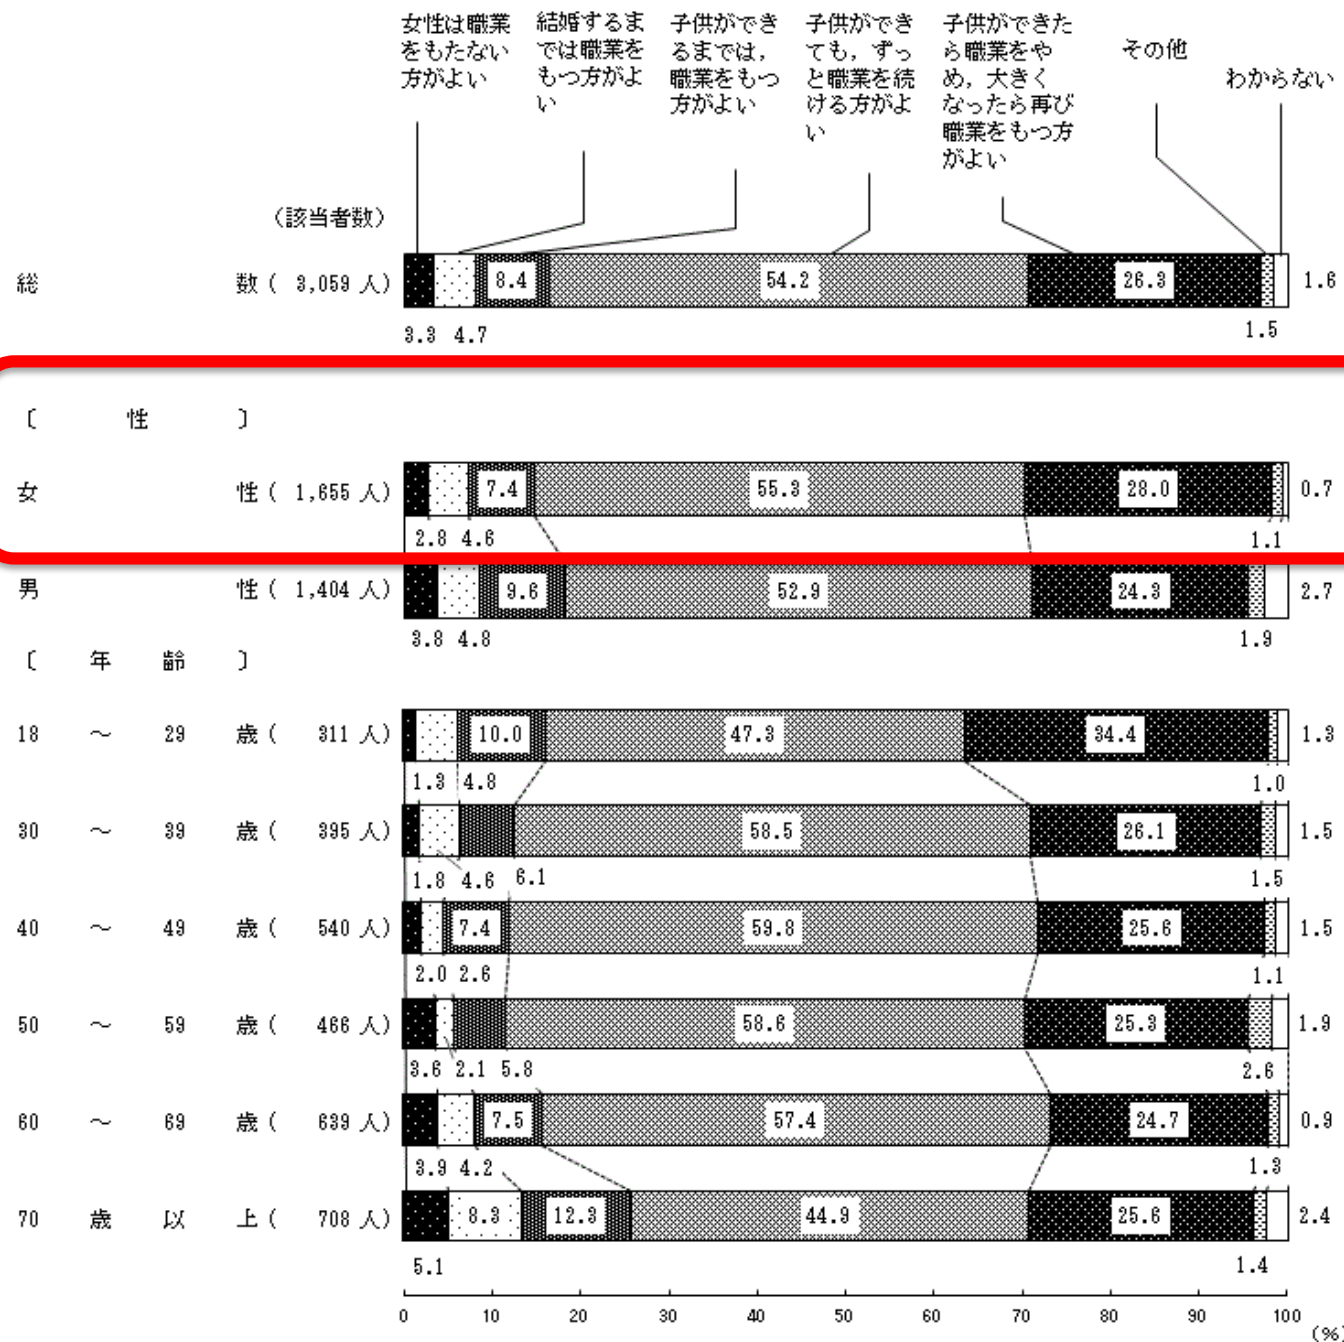 女性は職業
をもたない
方がよい
結婚するま
では職業を
もつ方がよ
い
子供ができ
るまでは，
職業をもつ
方がよい
子供ができ
ても，ずっ
と職業を続
ける方がよ
い
子供ができた
ら職業をや
め，大きく
なったら再び
職業をもつ方
がよい
その他
わからない
（該当者数）
総 数 ( 3,059 人) 8.4 54.2 26.3 1.6
3.3 4.7 1.5
〔 性 〕
女 性 ( 1,655 人) 7.4 55.3 28.0 0.7
2.8 4.6 1.1
男 性 ( 1,404 人) 9.6 52.9 24.3 2.7
3.8 4.8 1.9
〔 年 齢 〕
18 ～ 29 歳 ( 311 人) 10.0 47.3 34.4 1.3
1.3 4.8 1.0
30 ～ 39 歳 ( 395 人) 58.5 26.1 1.5
1.8 4.6 6.1 1.5
40 ～ 49 歳 ( 540 人) 7.4 59.8 25.6 1.5
2.0 2.6 1.1
50 ～ 59 歳 ( 466 人) 58.6 25.3 1.9
3.6 2.1 5.8 2.6
60 ～ 69 歳 ( 639 人) 7.5 57.4 24.7 0.9
3.9 4.2 1.3
70 歳 以 上 ( 708 人) 8.3 12.3 44.9 25.6 2.4
5.1 1.4
0 10 20 30 40 50 60 70 80 90 100
(%)